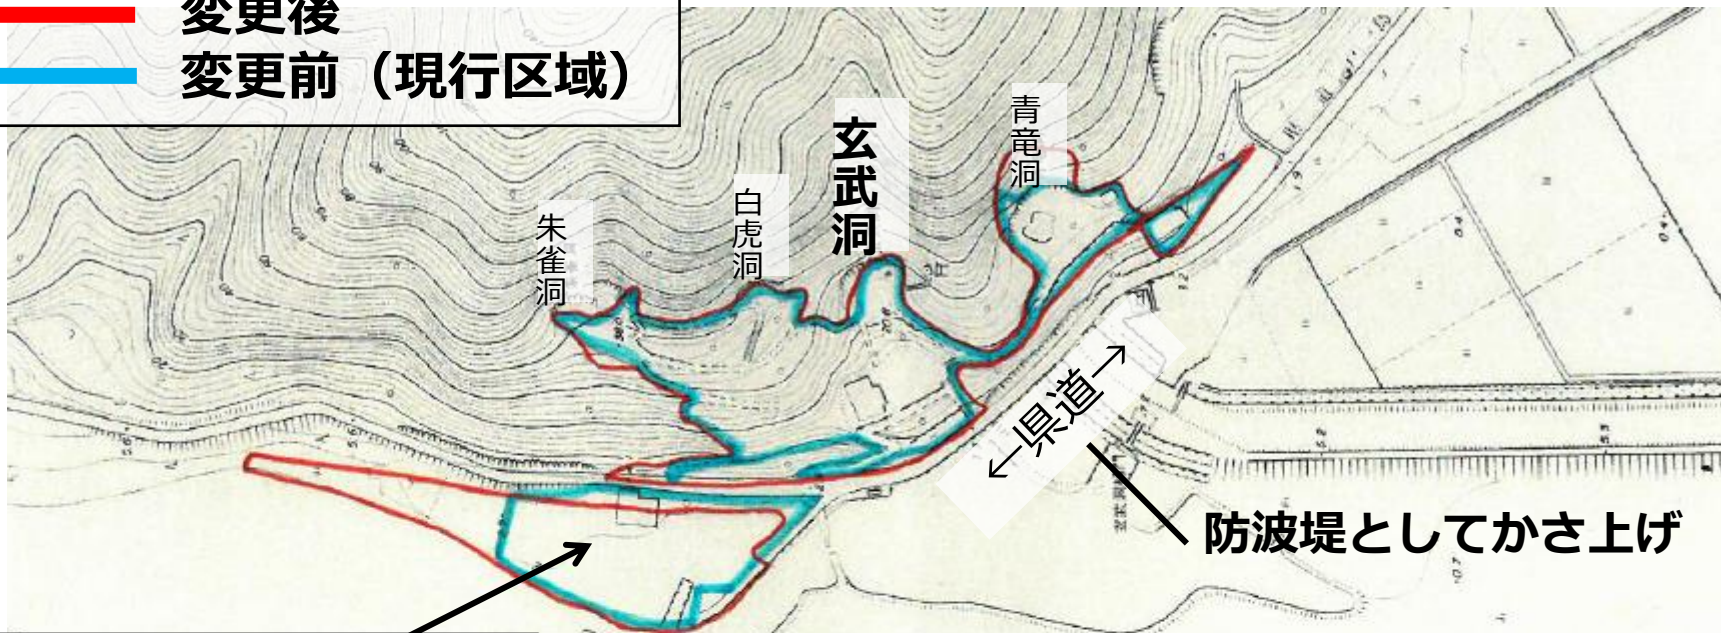 変更後
変更前（現行区域）
青竜洞
玄武洞
白虎洞
朱雀洞
←県道→
防波堤としてかさ上げ